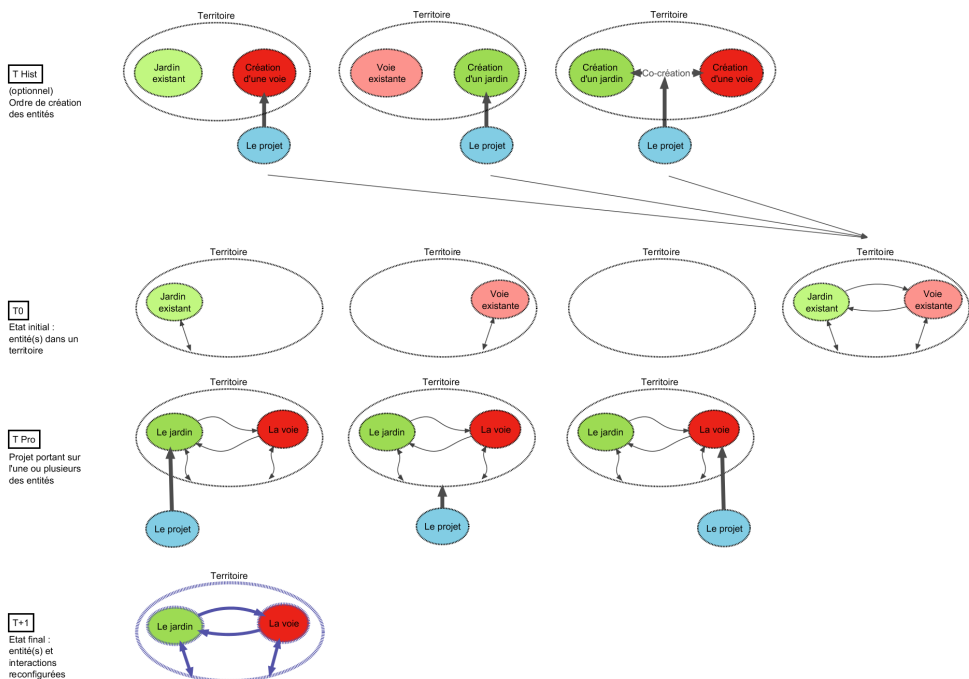 Territoire
Territoire
Territoire
T Hist
(optionnel)
Ordre de création
des entités
Jardin
existant
Création
d'une voie
Voie
existante
Création
d'un jardin
Création
d'un jardin
Co-création
Création
d'une voie
Le projet
Le projet
Le projet
Territoire
Territoire
Territoire
Territoire
T0
Etat initial :
entité(s) dans un
territoire
Jardin
existant
Voie
existante
Jardin
existant
Voie
existante
Territoire
Territoire
Territoire
T Pro
Projet portant sur
l'une ou plusieurs
des entités
Le jardin
La voie
Le jardin
La voie
Le jardin
La voie
Le projet
Le projet
Le projet
Territoire
T+1
Etat final :
entité(s) et
interactions
reconfigurées
Le jardin
La voie